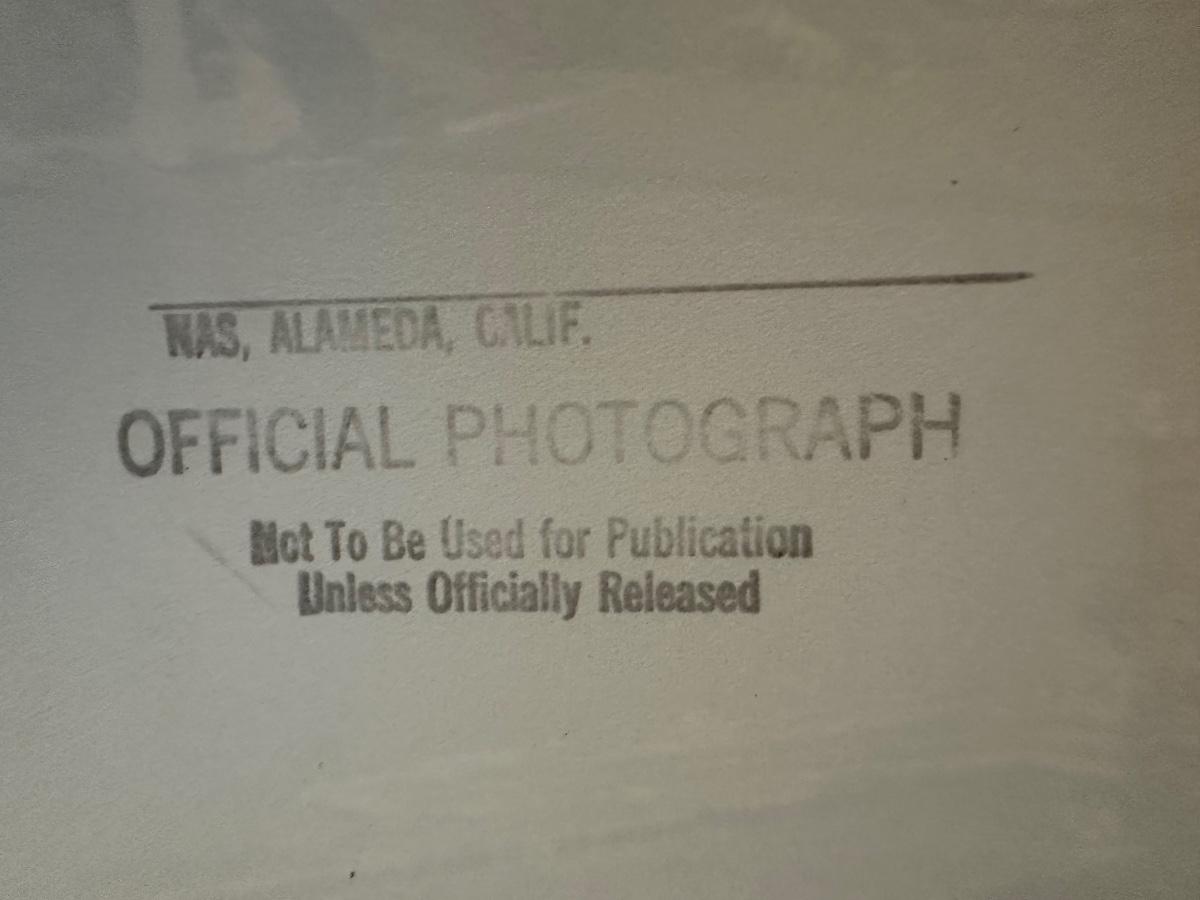 NAS, ALAMEDA, CALIF.
OFFICIAL PHOTOGRAPH
Not To Be Used for Publication
Unless Officially Released